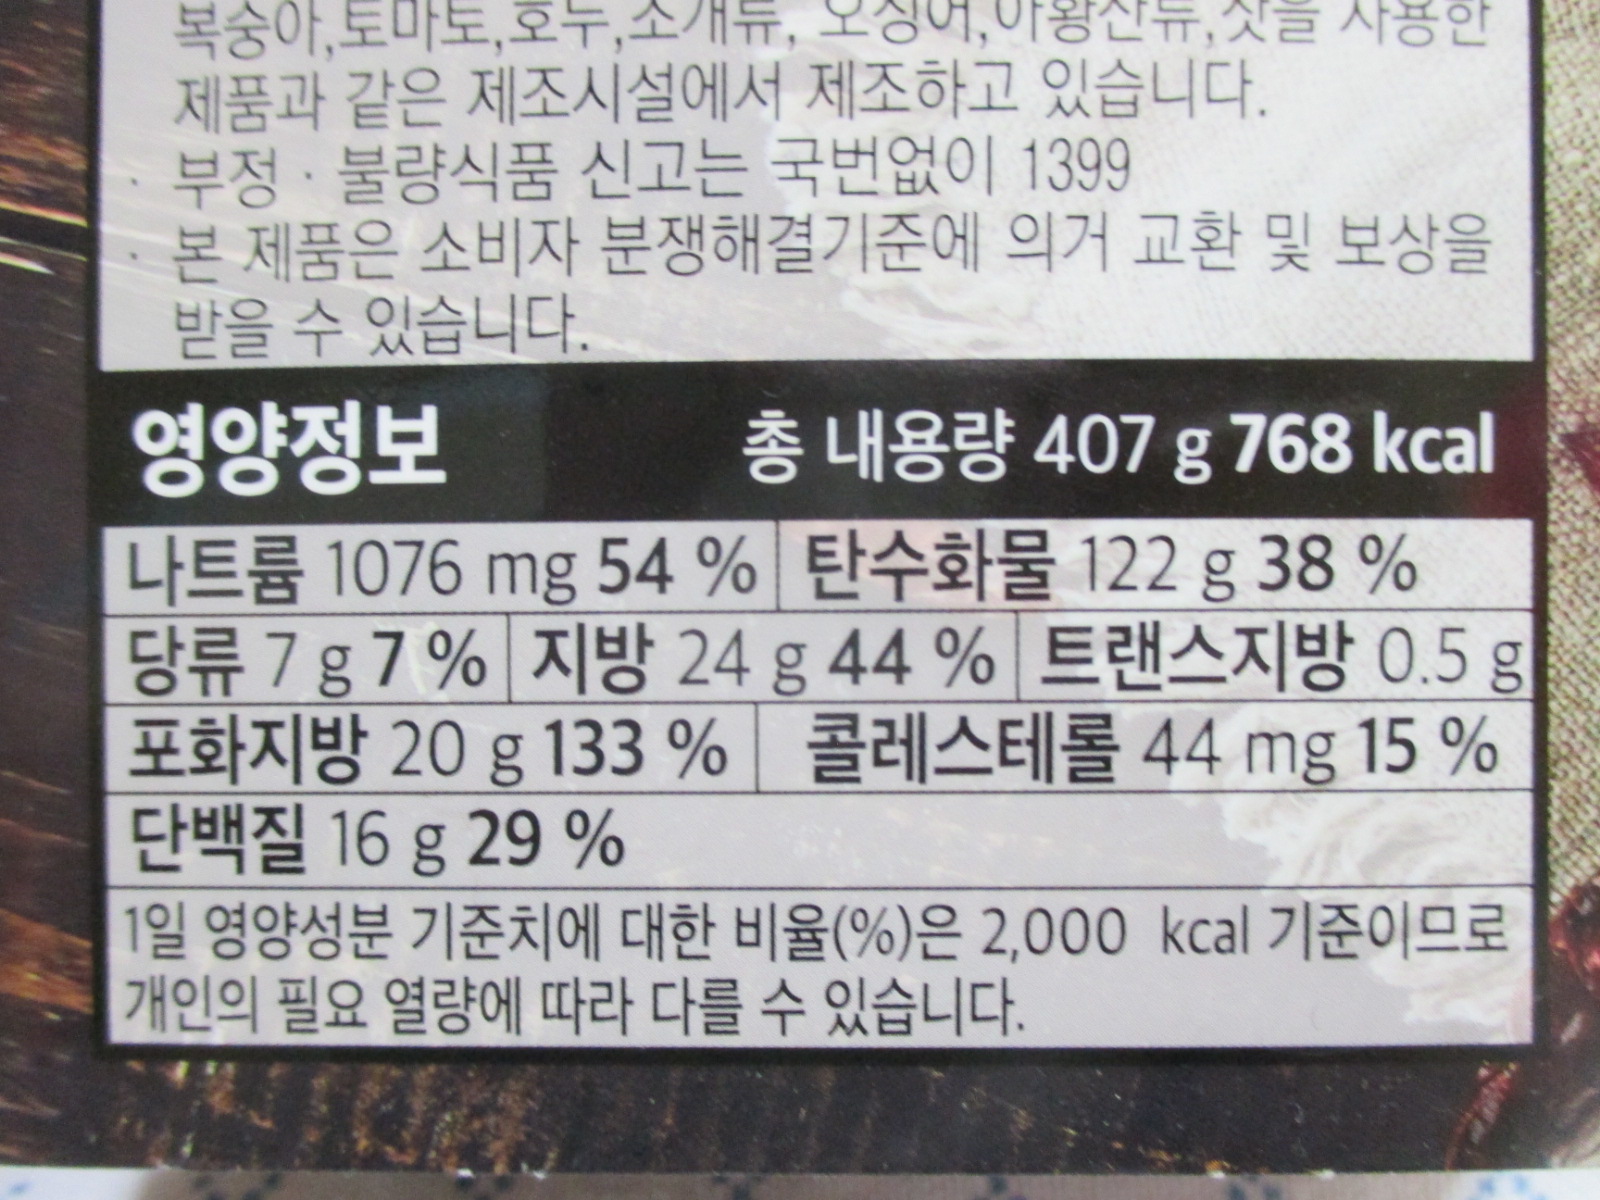 복숭아,토마토,호두,조개류, 오징어,아황산류,잣을 사용한
제품과 같은 제조시설에서 제조하고 있습니다.
· 부정 · 불량식품 신고는 국번없이 1399
· 본 제품은 소비자 분쟁해결기준에 의거 교환 및 보상을
받을 수 있습니다.
영양정보 총 내용량 407 g 768 kcal
나트륨 1076 mg 54 % 탄수화물 122 g 38 %
당류 7 g 7 % 지방 24 g 44 % 트랜스지방 0.5 g
포화지방 20 g 133 % 콜레스테롤 44 mg 15 %
단백질 16 g 29 %
1일 영양성분 기준치에 대한 비율(%)은 2,000 kcal 기준이므로
개인의 필요 열량에 따라 다를 수 있습니다.